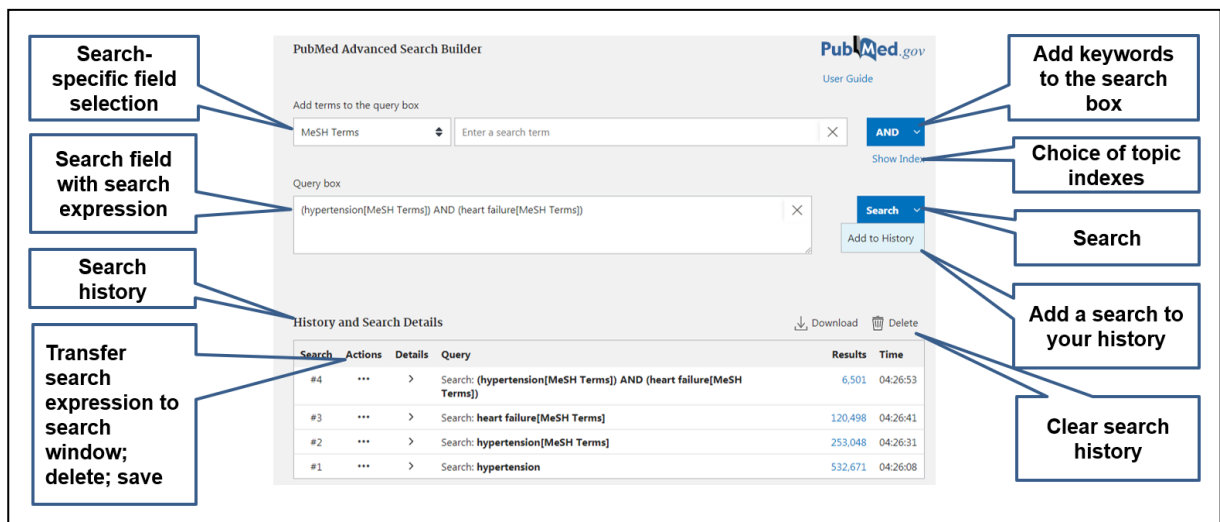 Search-
specific field
selection
Search field
with search
expression
Search
history
Transfer
search
expression to
search
window;
delete; save
PubMed Advanced Search Builder
PubMed.gov
User Guide
Add terms to the query box
MeSH Terms
Enter a search term
AND
Show Index
Query box
(hypertension[MeSH Terms]) AND (heart failure[MeSH Terms])
Search
Add to History
History and Search Details
Download
Delete
Search Actions Details Query Results Time
#4 ••• > Search: (hypertension[MeSH Terms]) AND (heart failure[MeSH 6,501 04:26:53
Terms])
#3 ••• > Search: heart failure[MeSH Terms] 120,498 04:26:41
#2 ••• > Search: hypertension[MeSH Terms] 253,048 04:26:31
#1 ••• > Search: hypertension 532,671 04:26:08
Add keywords
to the search
box
Choice of topic
indexes
Search
Add a search to
your history
Clear search
history